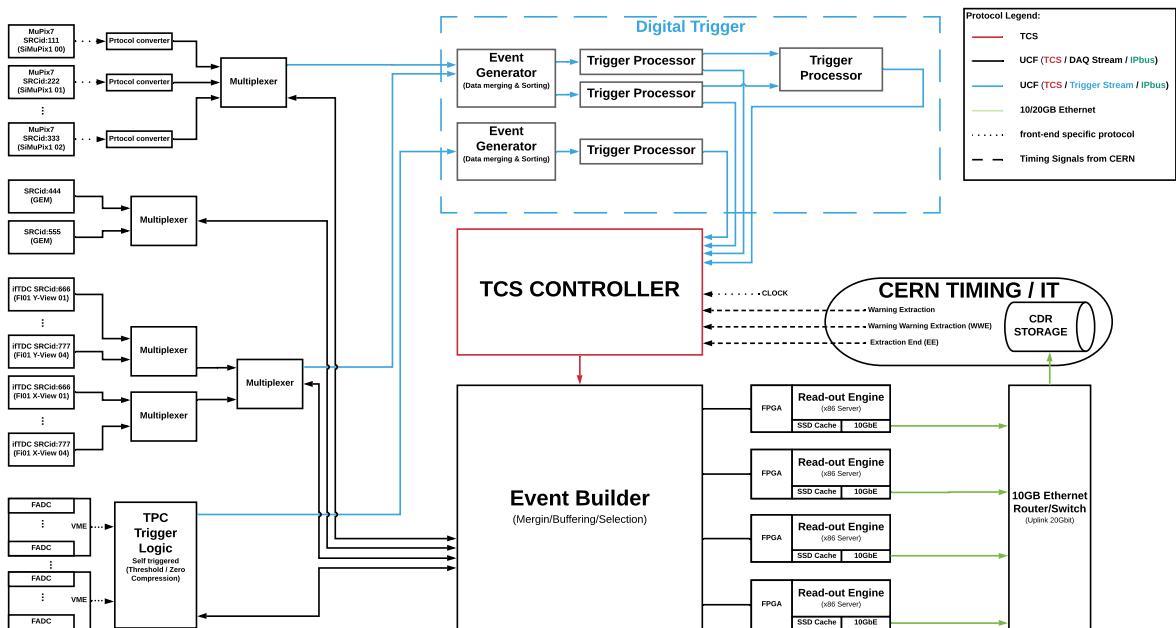 MuPix7
SRCid:111
(SiMuPix1 00)
Prtocol converter
MuPix7
SRCid:222
(SiMuPix1 01)
Prtocol converter
MuPix7
SRCid:333
(SiMuPix1 02)
Prtocol converter
Multiplexer
SRCid:444
(GEM)
SRCid:555
(GEM)
Multiplexer
ifTDC SRCid:666
(FI01 Y-View 01)
ifTDC SRCid:777
(Fi01 Y-View 04)
Multiplexer
ifTDC SRCid:666
(FI01 X-View 01)
ifTDC SRCid:777
(Fi01 X-View 04)
Multiplexer
Multiplexer
FADC
FADC
VME
FADC
FADC
VME
TPC
Trigger
Logic
Self triggered
(Threshold / Zero
Compression)
Digital Trigger
Event
Generator
(Data merging & Sorting)
Trigger Processor
Trigger Processor
Trigger
Processor
Event
Generator
(Data merging & Sorting)
Trigger Processor
TCS CONTROLLER
CLOCK
Warning Extraction
Warning Warning Extraction (WWE)
Extraction End (EE)
CERN TIMING / IT
CDR
STORAGE
Event Builder
(Mergin/Buffering/Selection)
FPGA
Read-out Engine
(x86 Server)
SSD Cache
10GbE
FPGA
Read-out Engine
(x86 Server)
SSD Cache
10GbE
FPGA
Read-out Engine
(x86 Server)
SSD Cache
10GbE
FPGA
Read-out Engine
(x86 Server)
SSD Cache
10GbE
10GB Ethernet
Router/Switch
(Uplink 20Gbit)
Protocol Legend:
TCS
UCF (TCS / DAQ Stream / IPbus)
UCF (TCS / Trigger Stream / IPbus)
10/20GB Ethernet
front-end specific protocol
Timing Signals from CERN